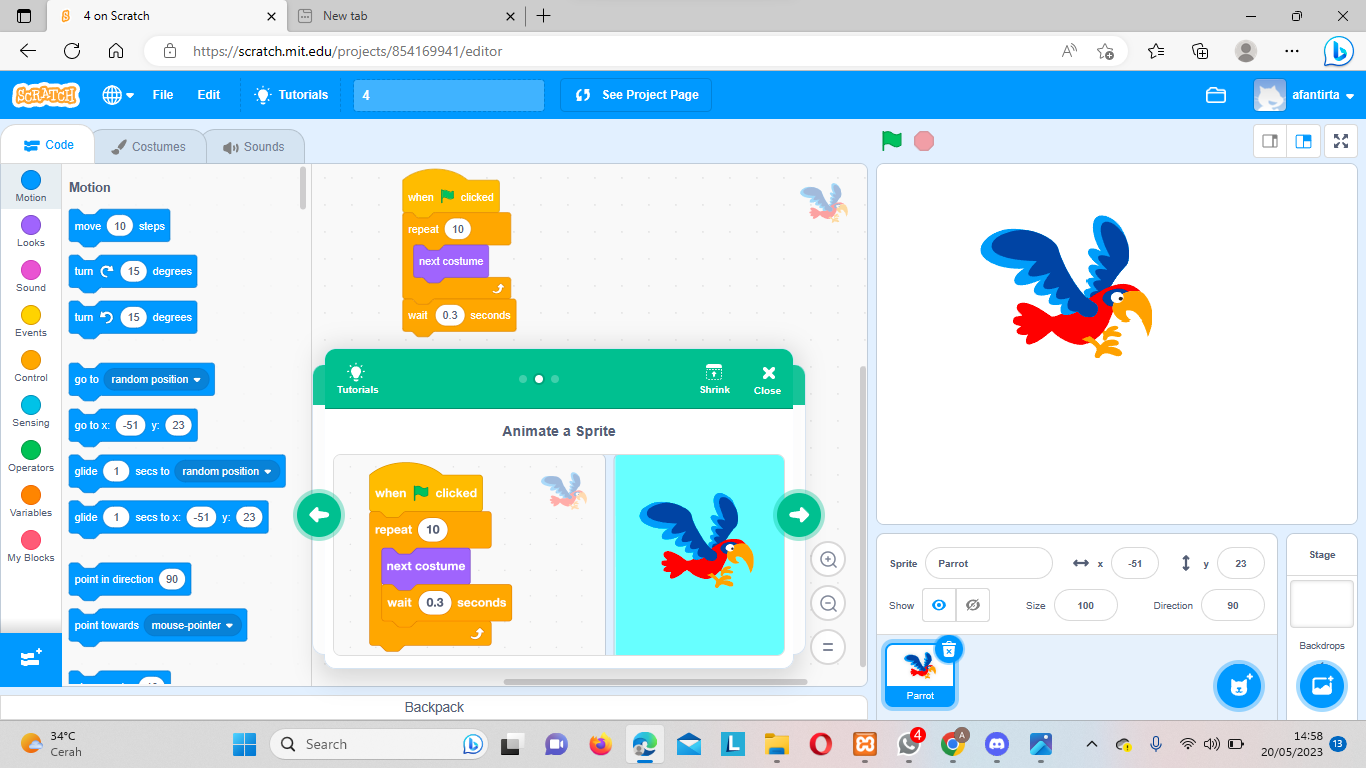 4 on Scratch
New tab
https://scratch.mit.edu/projects/854169941/editor
SCRATCH
File Edit Tutorials 4 See Project Page afantirta
Code Costumes Sounds
Motion
Looks
Sound
Events
Control
Sensing
Operators
Variables
My Blocks
Motion
move 10 steps
turn 15 degrees
turn 15 degrees
go to random position
go to x: -51 y: 23
glide 1 secs to random position
glide 1 secs to x: -51 y: 23
point in direction 90
point towards mouse-pointer
when clicked
repeat 10
next costume
wait 0.3 seconds
Tutorials Shrink Close
Animate a Sprite
when clicked
repeat 10
next costume
wait 0.3 seconds
Backpack
Sprite Parrot x -51 y 23
Show Size 100 Direction 90
Parrot
Stage
Backdrops
34°C
Cerah
Search
4
A
14:58
20/05/2023
13